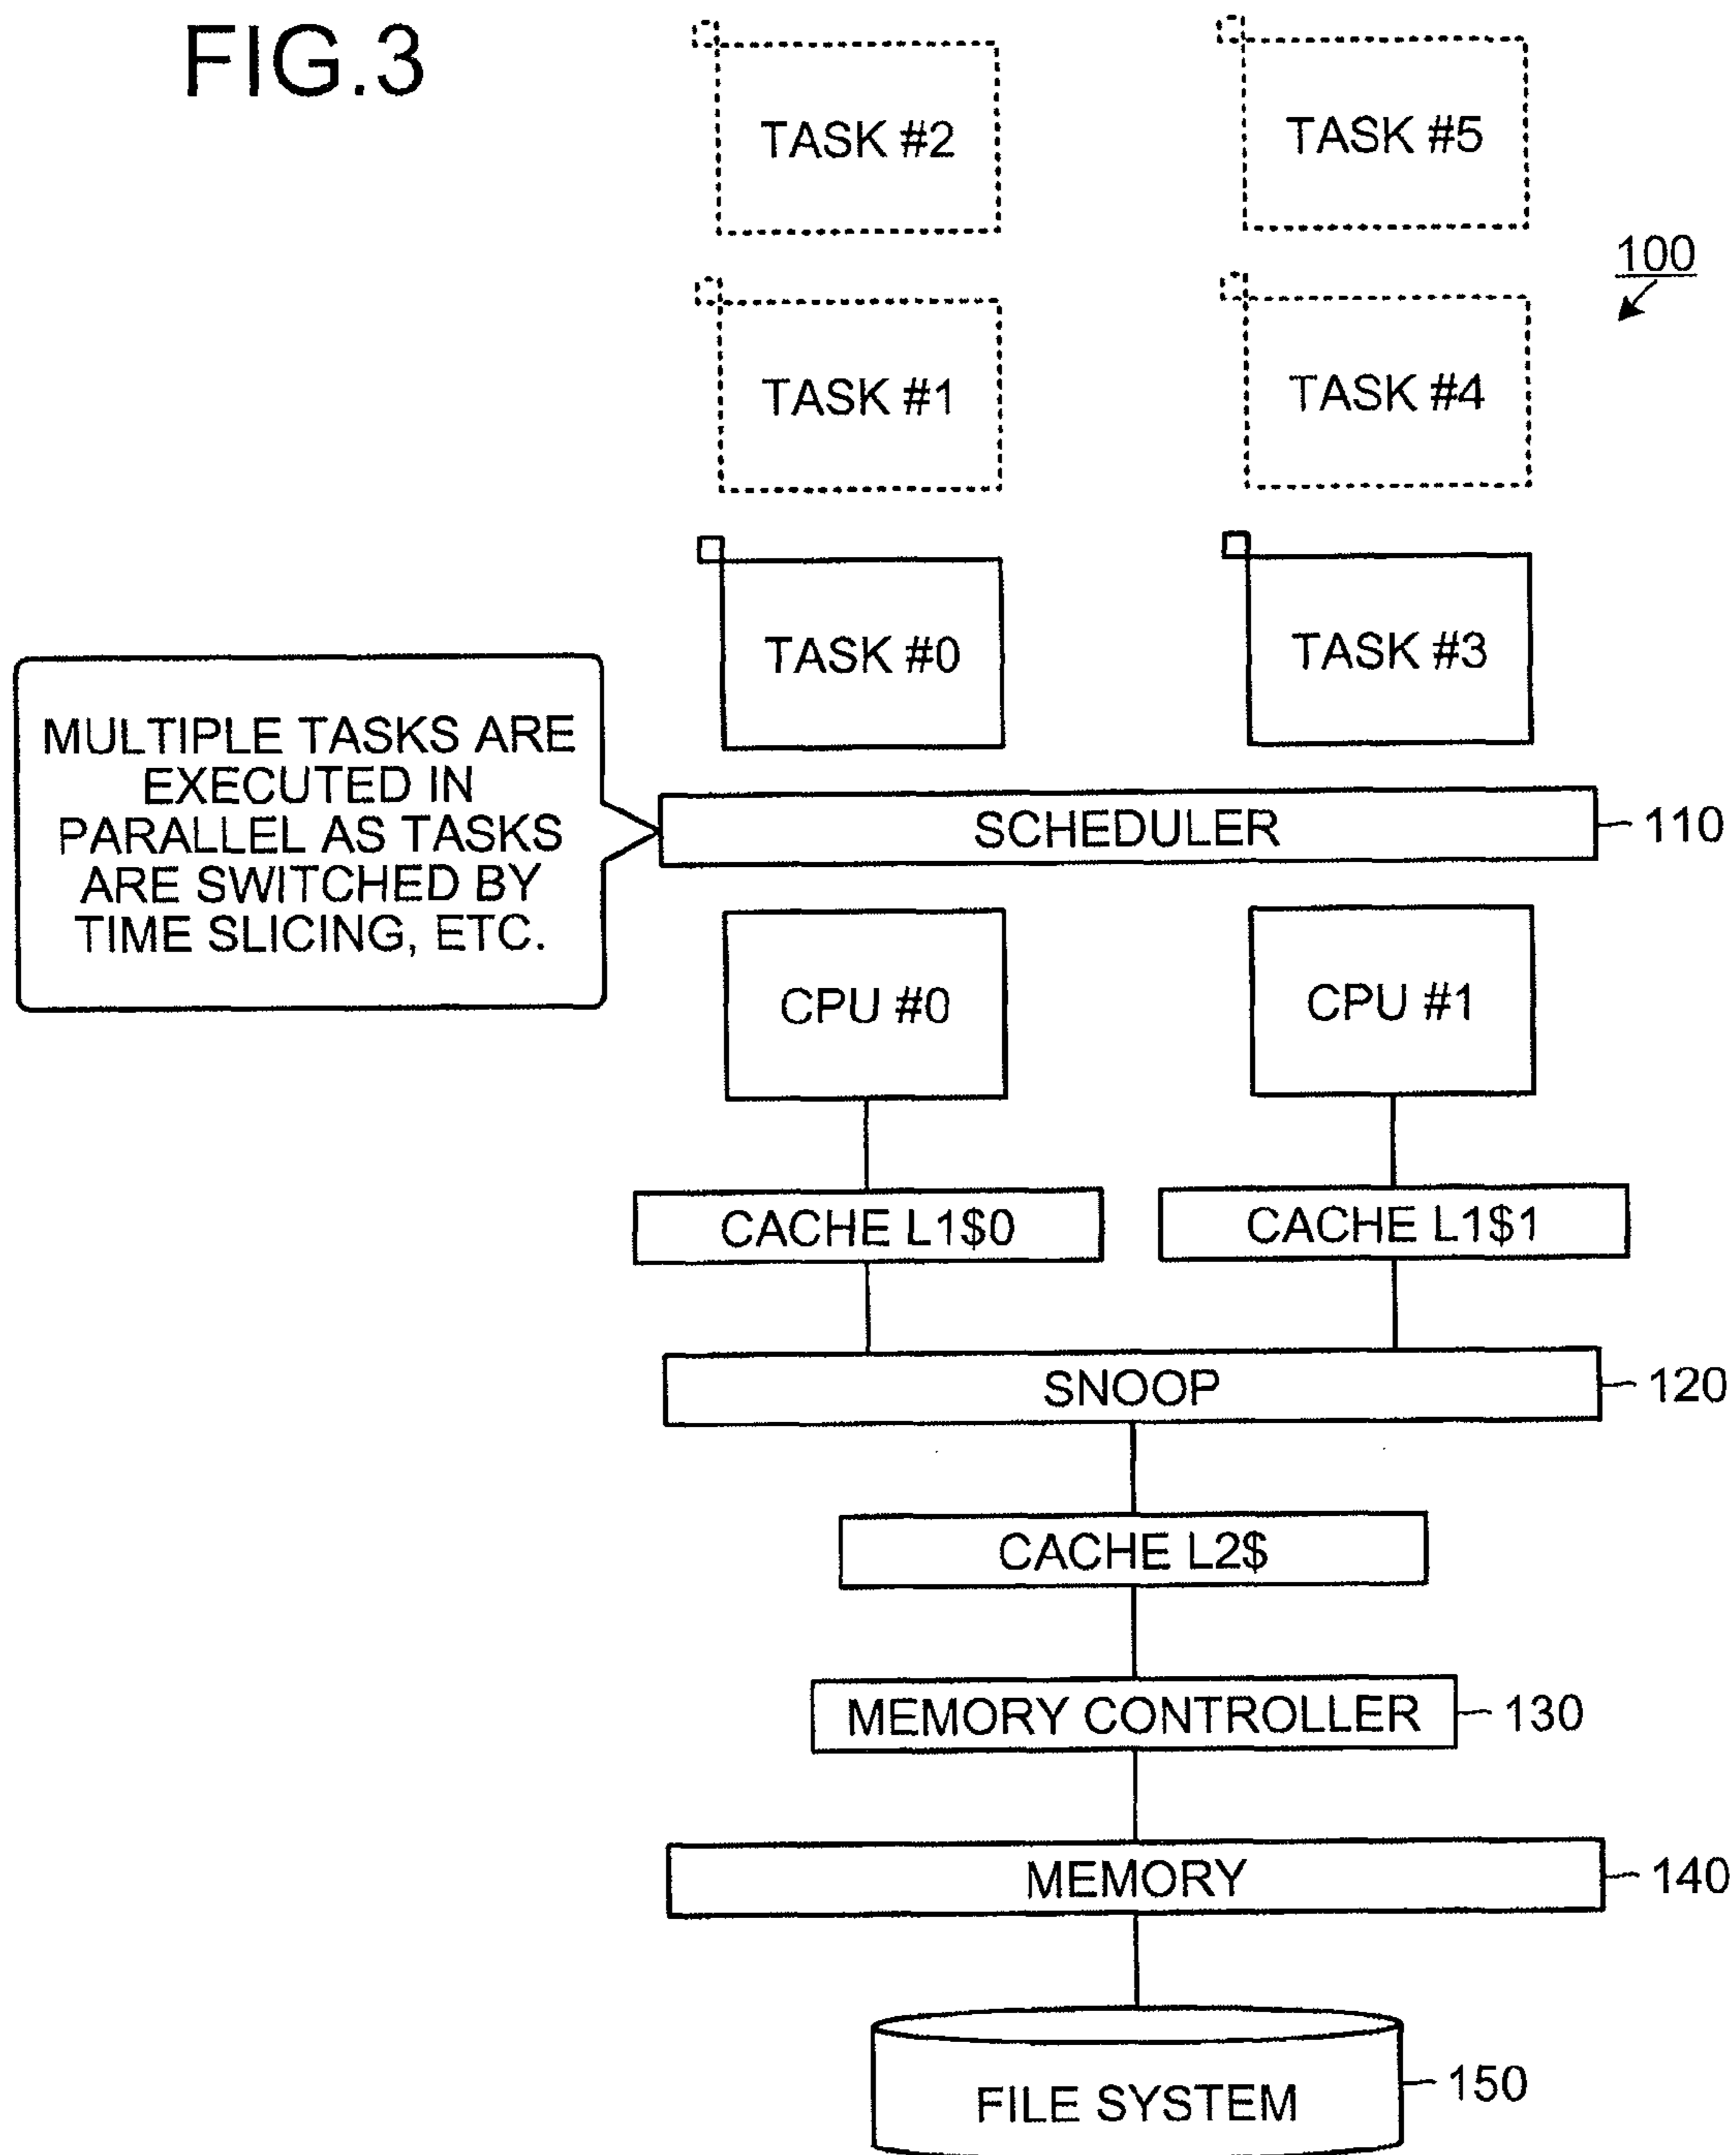 FIG.3
TASK #2
TASK #5
100
TASK #1
TASK #4
TASK #0
TASK #3
MULTIPLE TASKS ARE
EXECUTED IN
PARALLEL AS TASKS
ARE SWITCHED BY
TIME SLICING, ETC.
SCHEDULER
110
CPU #0
CPU #1
CACHE L1$0
CACHE L1$1
SNOOP
120
CACHE L2$
MEMORY CONTROLLER
130
MEMORY
140
FILE SYSTEM
150